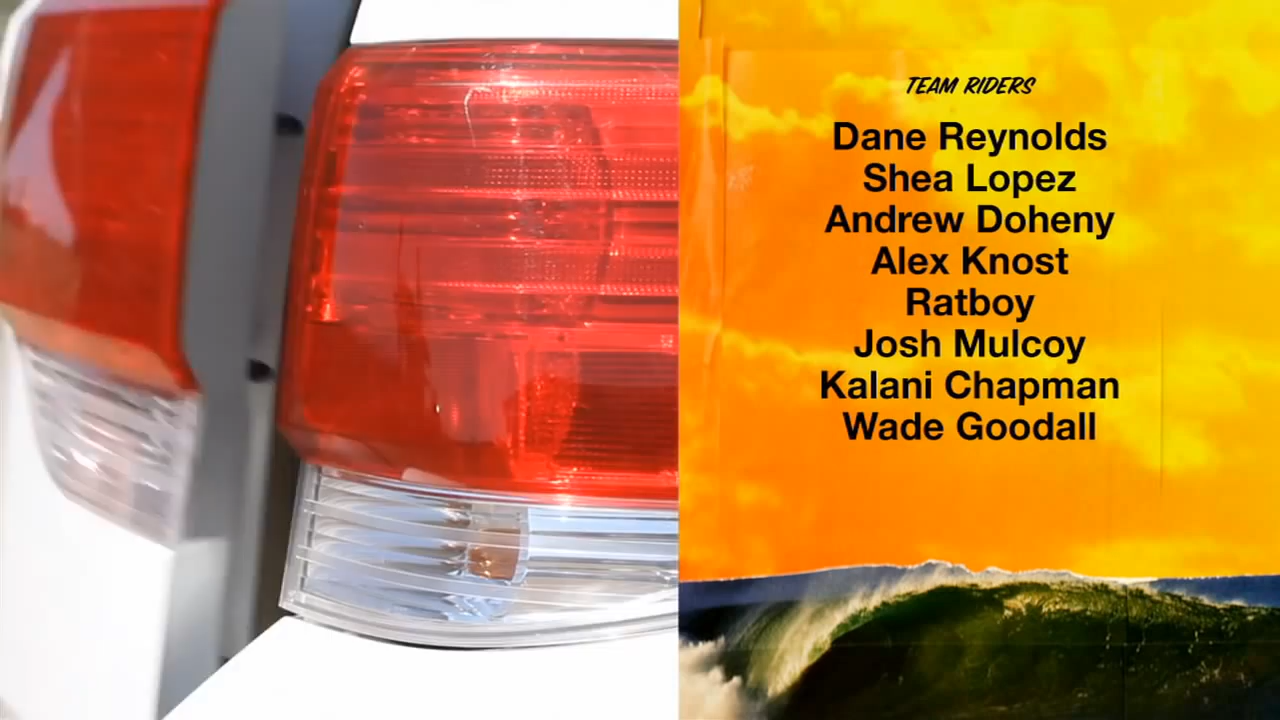 TEAM RIDERS
Dane Reynolds
Shea Lopez
Andrew Doheny
Alex Knost
Ratboy
Josh Mulcoy
Kalani Chapman
Wade Goodall